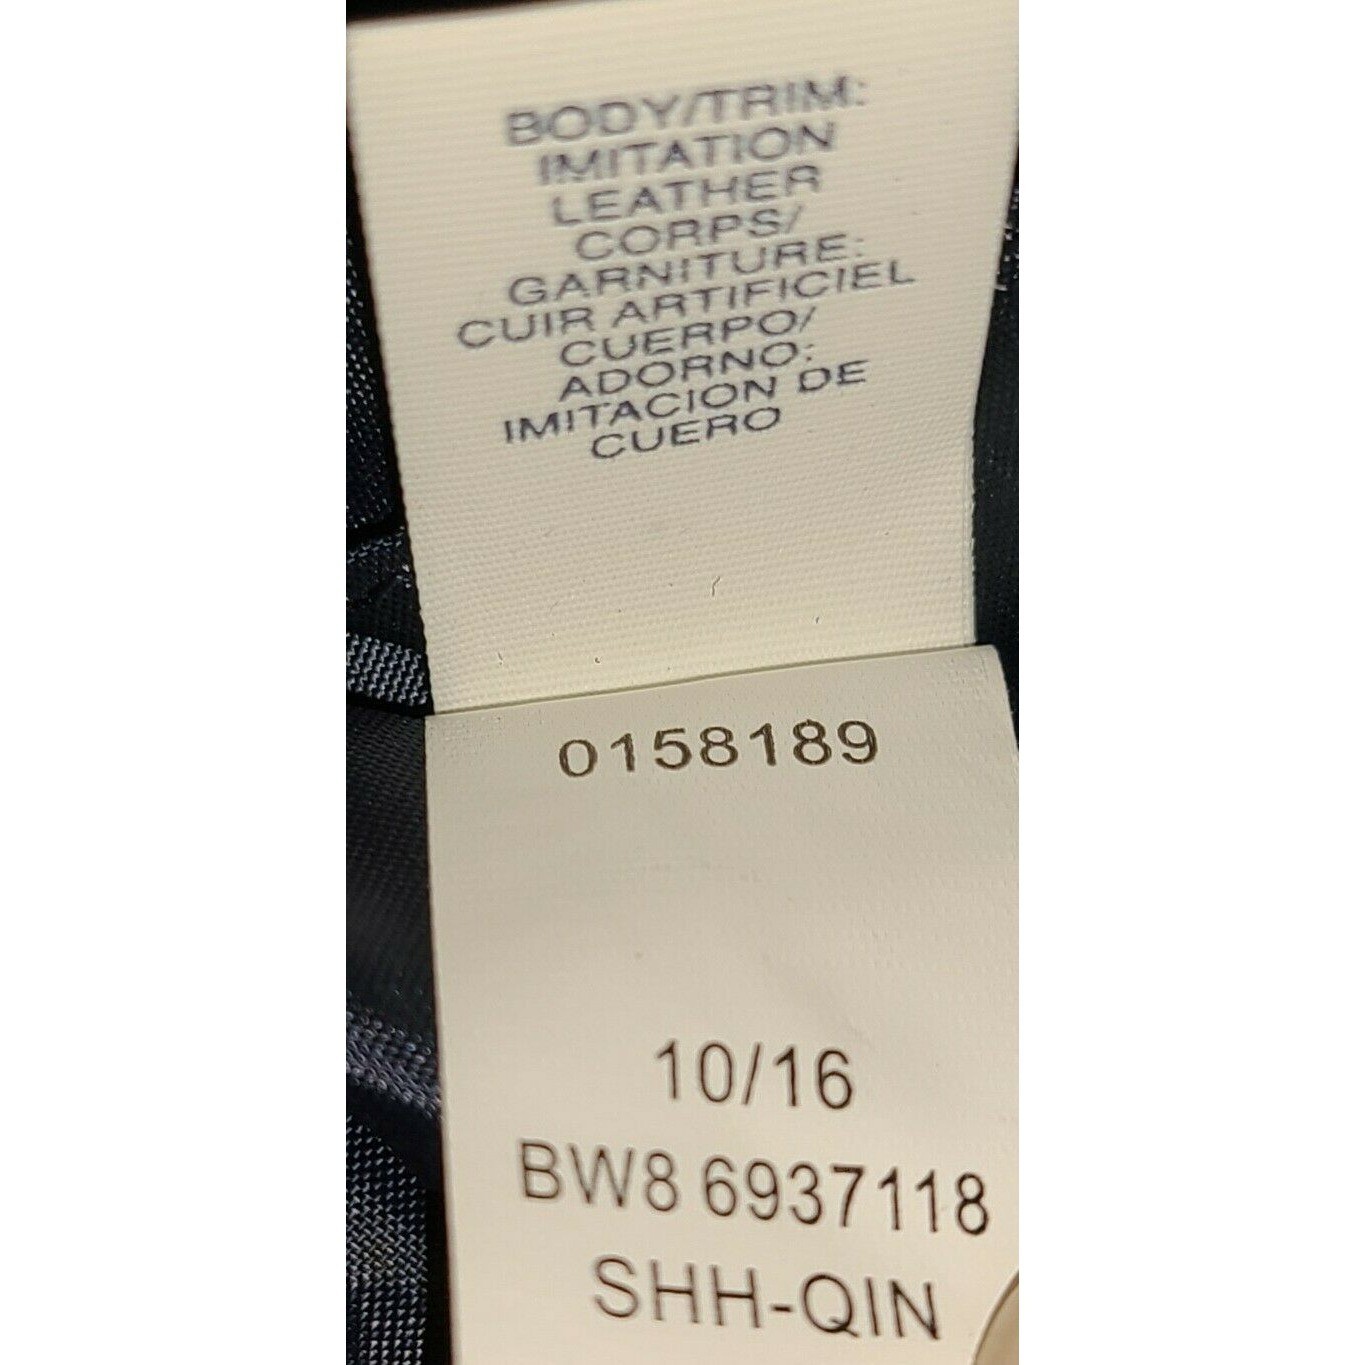 BODY/TRIM:
IMITATION
LEATHER
CORPS/
GARNITURE:
CUIR ARTIFICIEL
CUERPO/
ADORNO:
IMITACION DE
CUERO
0158189
10/16
BW8 6937118
SHH-QIN